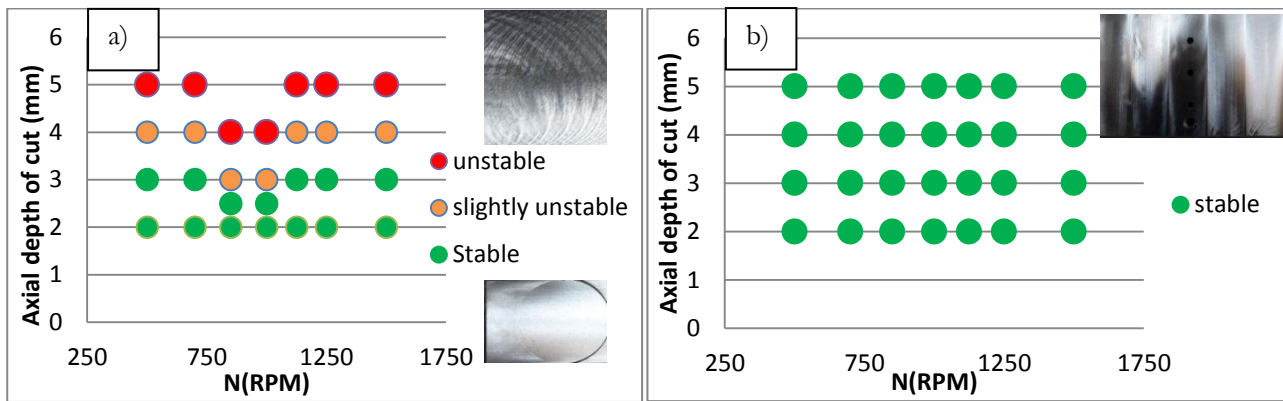 a)
Axial depth of cut (mm)
6
5
4
3
2
1
0
250
750
1250
1750
N(RPM)
unstable
slightly unstable
Stable
b)
Axial depth of cut (mm)
6
5
4
3
2
1
0
250
750
1250
1750
N(RPM)
stable